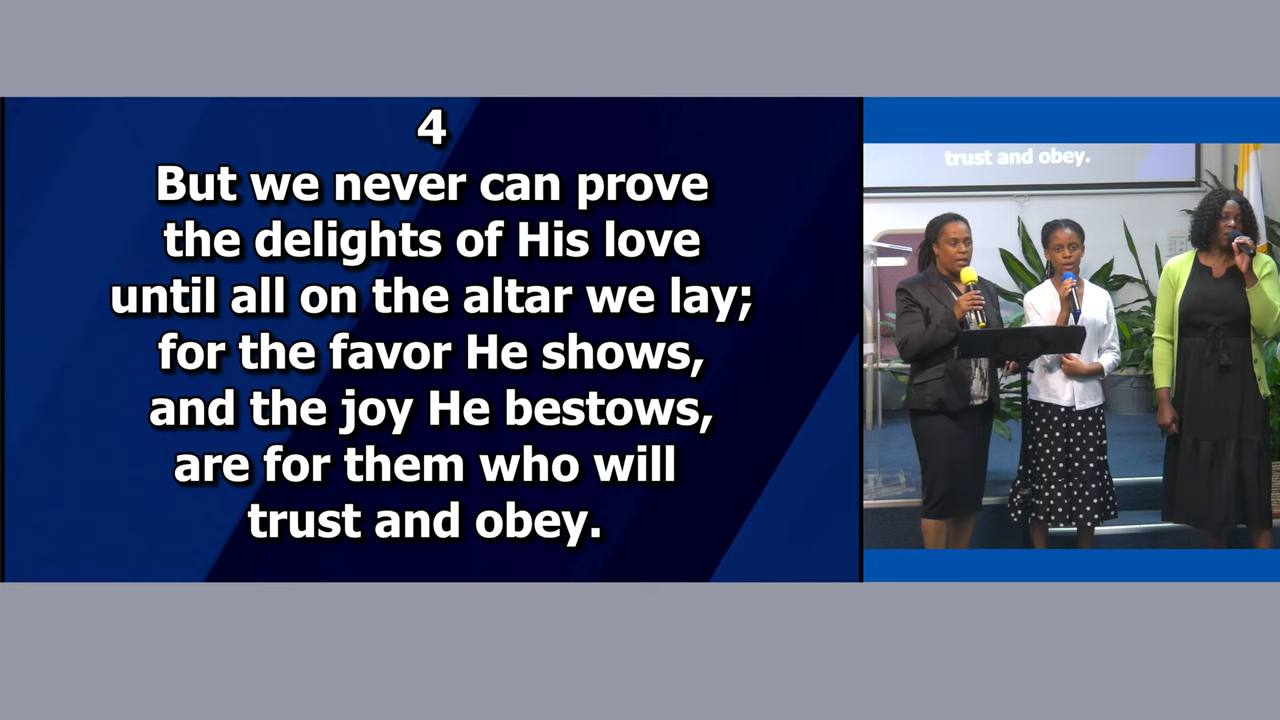 4
But we never can prove
the delights of His love
until all on the altar we lay;
for the favor He shows,
and the joy He bestows,
are for them who will
trust and obey.
trust and obey.